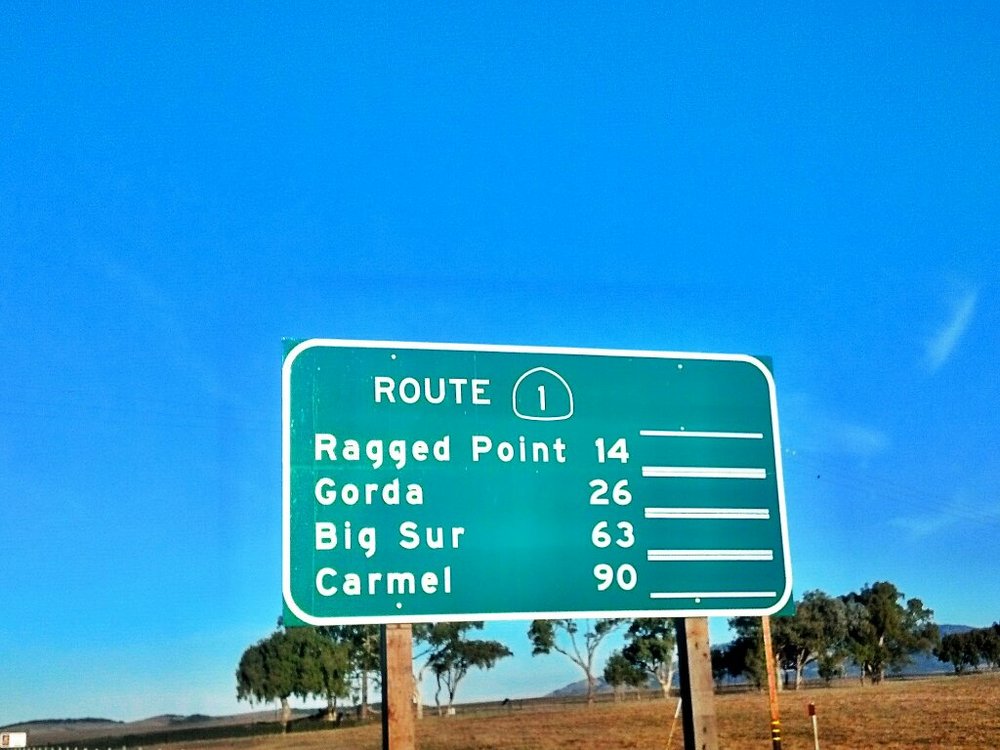 ROUTE 1
Ragged Point 14
Gorda 26
Big Sur 63
Carmel 90